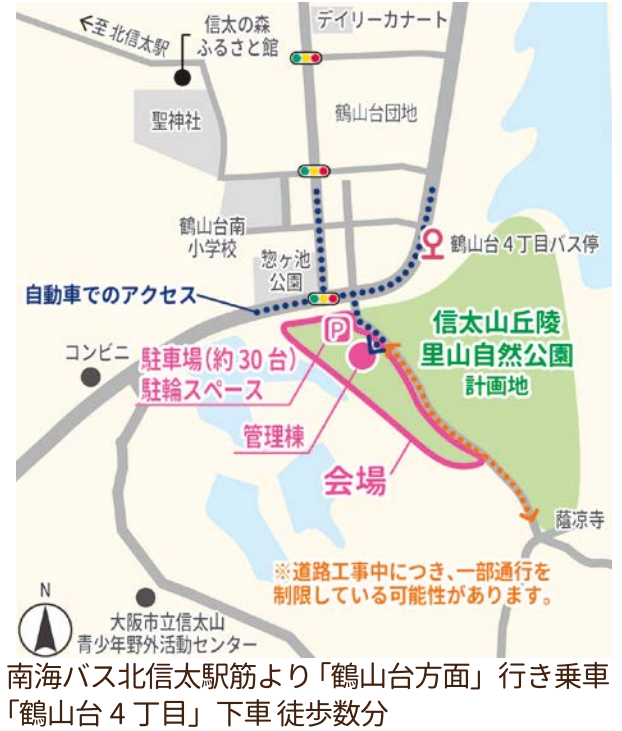 デイリーカナート
信太の森
ふるさと館
至 北信太駅
聖神社
鶴山台団地
鶴山台南
小学校
惣ヶ池
公園
鶴山台4丁目バス停
自動車でのアクセス
信太山丘陵
里山自然公園
計画地
P
コンビニ
駐車場(約30台)
駐輪スペース
管理棟
会場
蔭凉寺
※道路工事中につき、一部通行を
制限している可能性があります。
N
大阪市立信太山
青少年野外活動センター
南海バス北信太駅筋より「鶴山台方面」行き乗車
「鶴山台4丁目」下車 徒歩数分